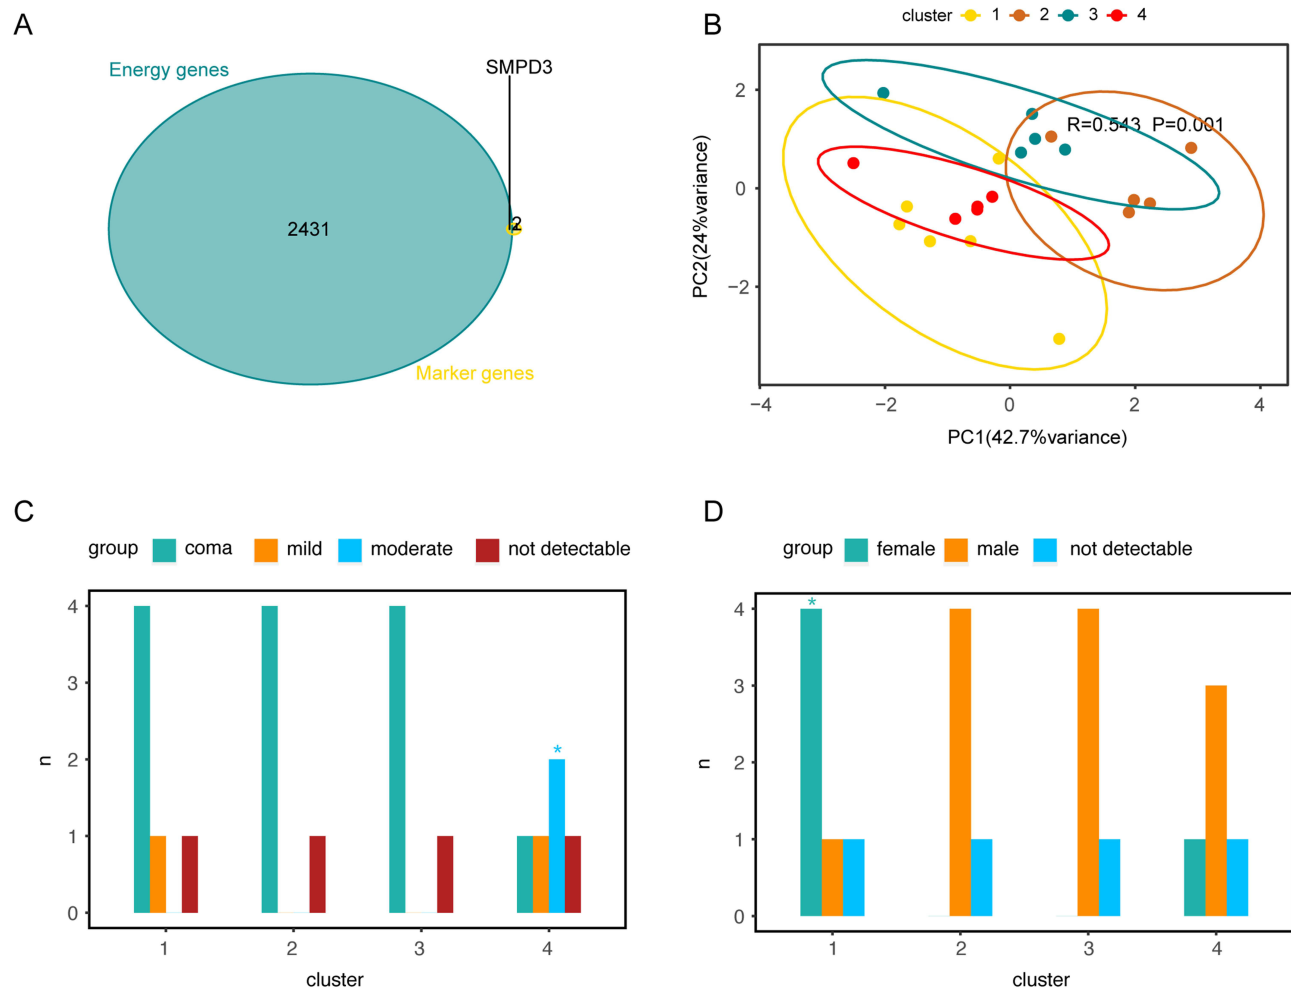 A
Energy genes
SMPD3
2431
2
Marker genes
B
cluster 1 2 3 4
R=0.543 P=0.001
2
0
−2
PC2(24%variance)
−4 −2 0 2 4
PC1(42.7%variance)
C
group coma mild moderate not detectable
*
4
3
2
1
0
n
1 2 3 4
cluster
D
group female male not detectable
*
4
3
2
1
0
n
1 2 3 4
cluster